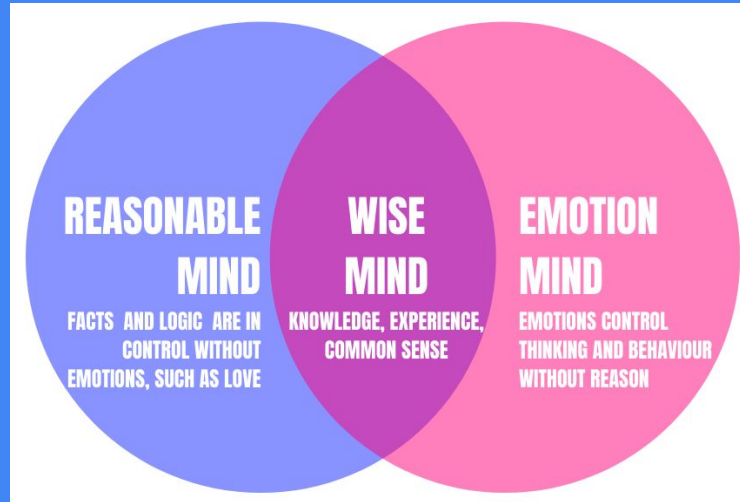 REASONABLE
MIND
FACTS AND LOGIC ARE IN
CONTROL WITHOUT
EMOTIONS, SUCH AS LOVE
WISE
MIND
KNOWLEDGE, EXPERIENCE,
COMMON SENSE
EMOTION
MIND
EMOTIONS CONTROL
THINKING AND BEHAVIOUR
WITHOUT REASON